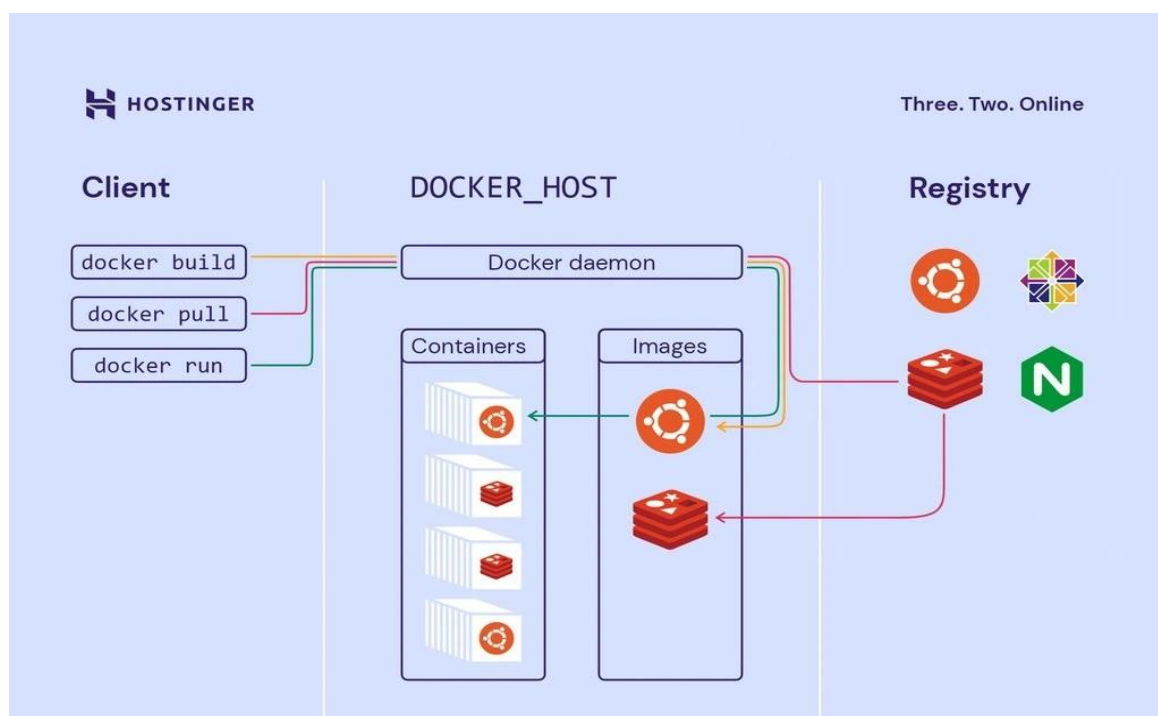 HOSTINGER
Three. Two. Online
Client
DOCKER_HOST
Registry
docker build
docker pull
docker run
Docker daemon
Containers
Images
N